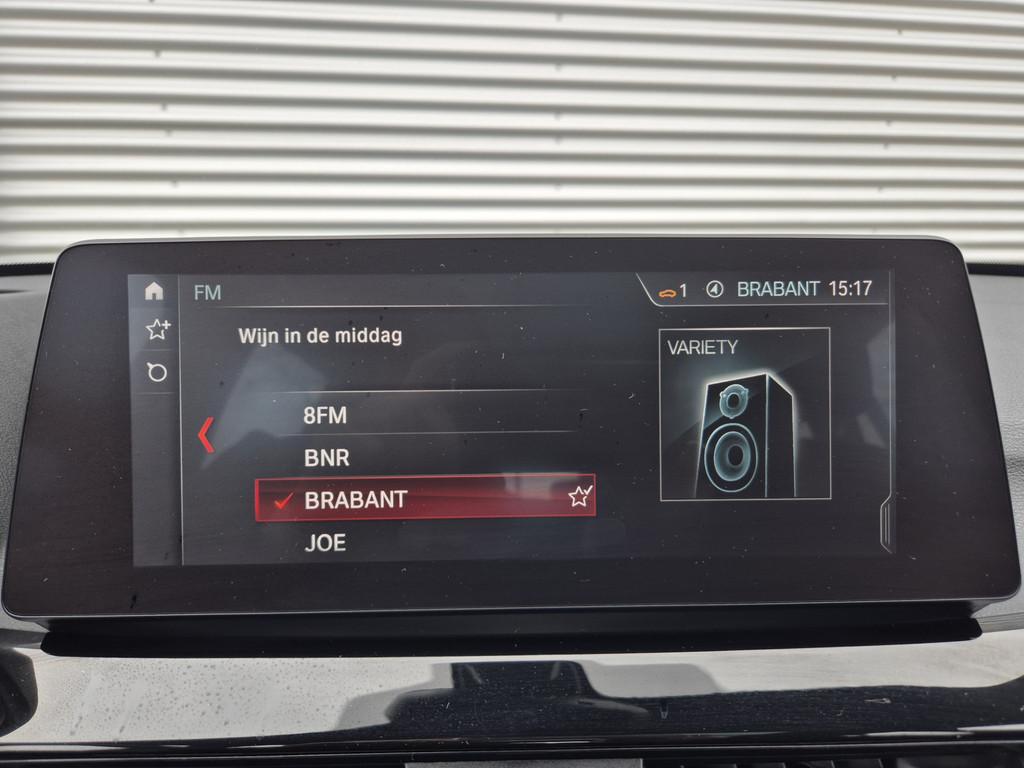 FM
1 BRABANT 15:17
Wijn in de middag
VARIETY
8FM
BNR
BRABANT
JOE